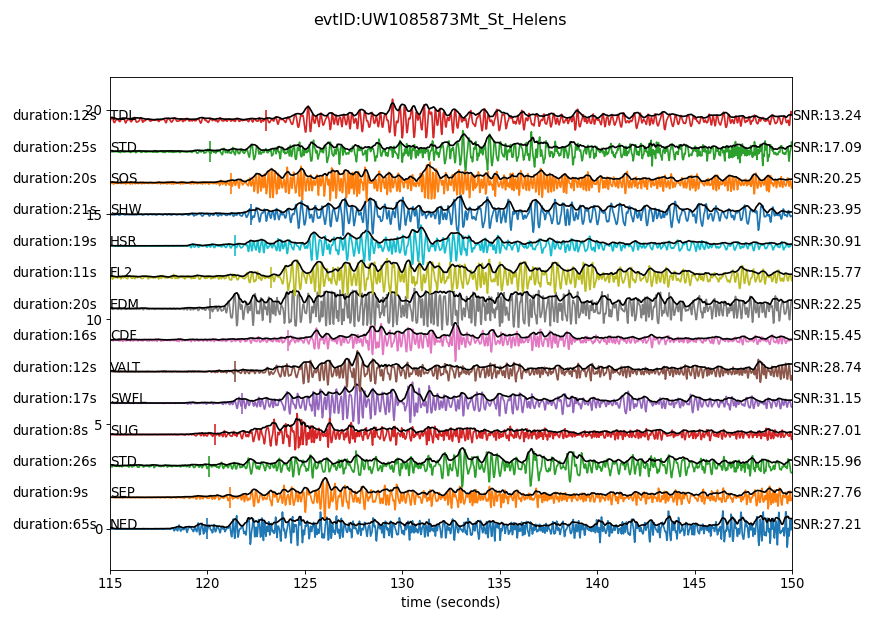 evtID:UW1085873Mt_St_Helens
20
duration:12s TDL SNR:13.24
duration:25s STD SNR:17.09
duration:20s SOS SNR:20.25
duration:21s SHW SNR:23.95
15
duration:19s HSR SNR:30.91
duration:11s FL2 SNR:15.77
duration:20s EDM SNR:22.25
10
duration:16s CDF SNR:15.45
duration:12s VALT SNR:28.74
duration:17s SWFL SNR:31.15
5
duration:8s SUG SNR:27.01
duration:26s STD SNR:15.96
duration:9s SEP SNR:27.76
duration:65s NED SNR:27.21
0
115 120 125 130 135 140 145 150
time (seconds)